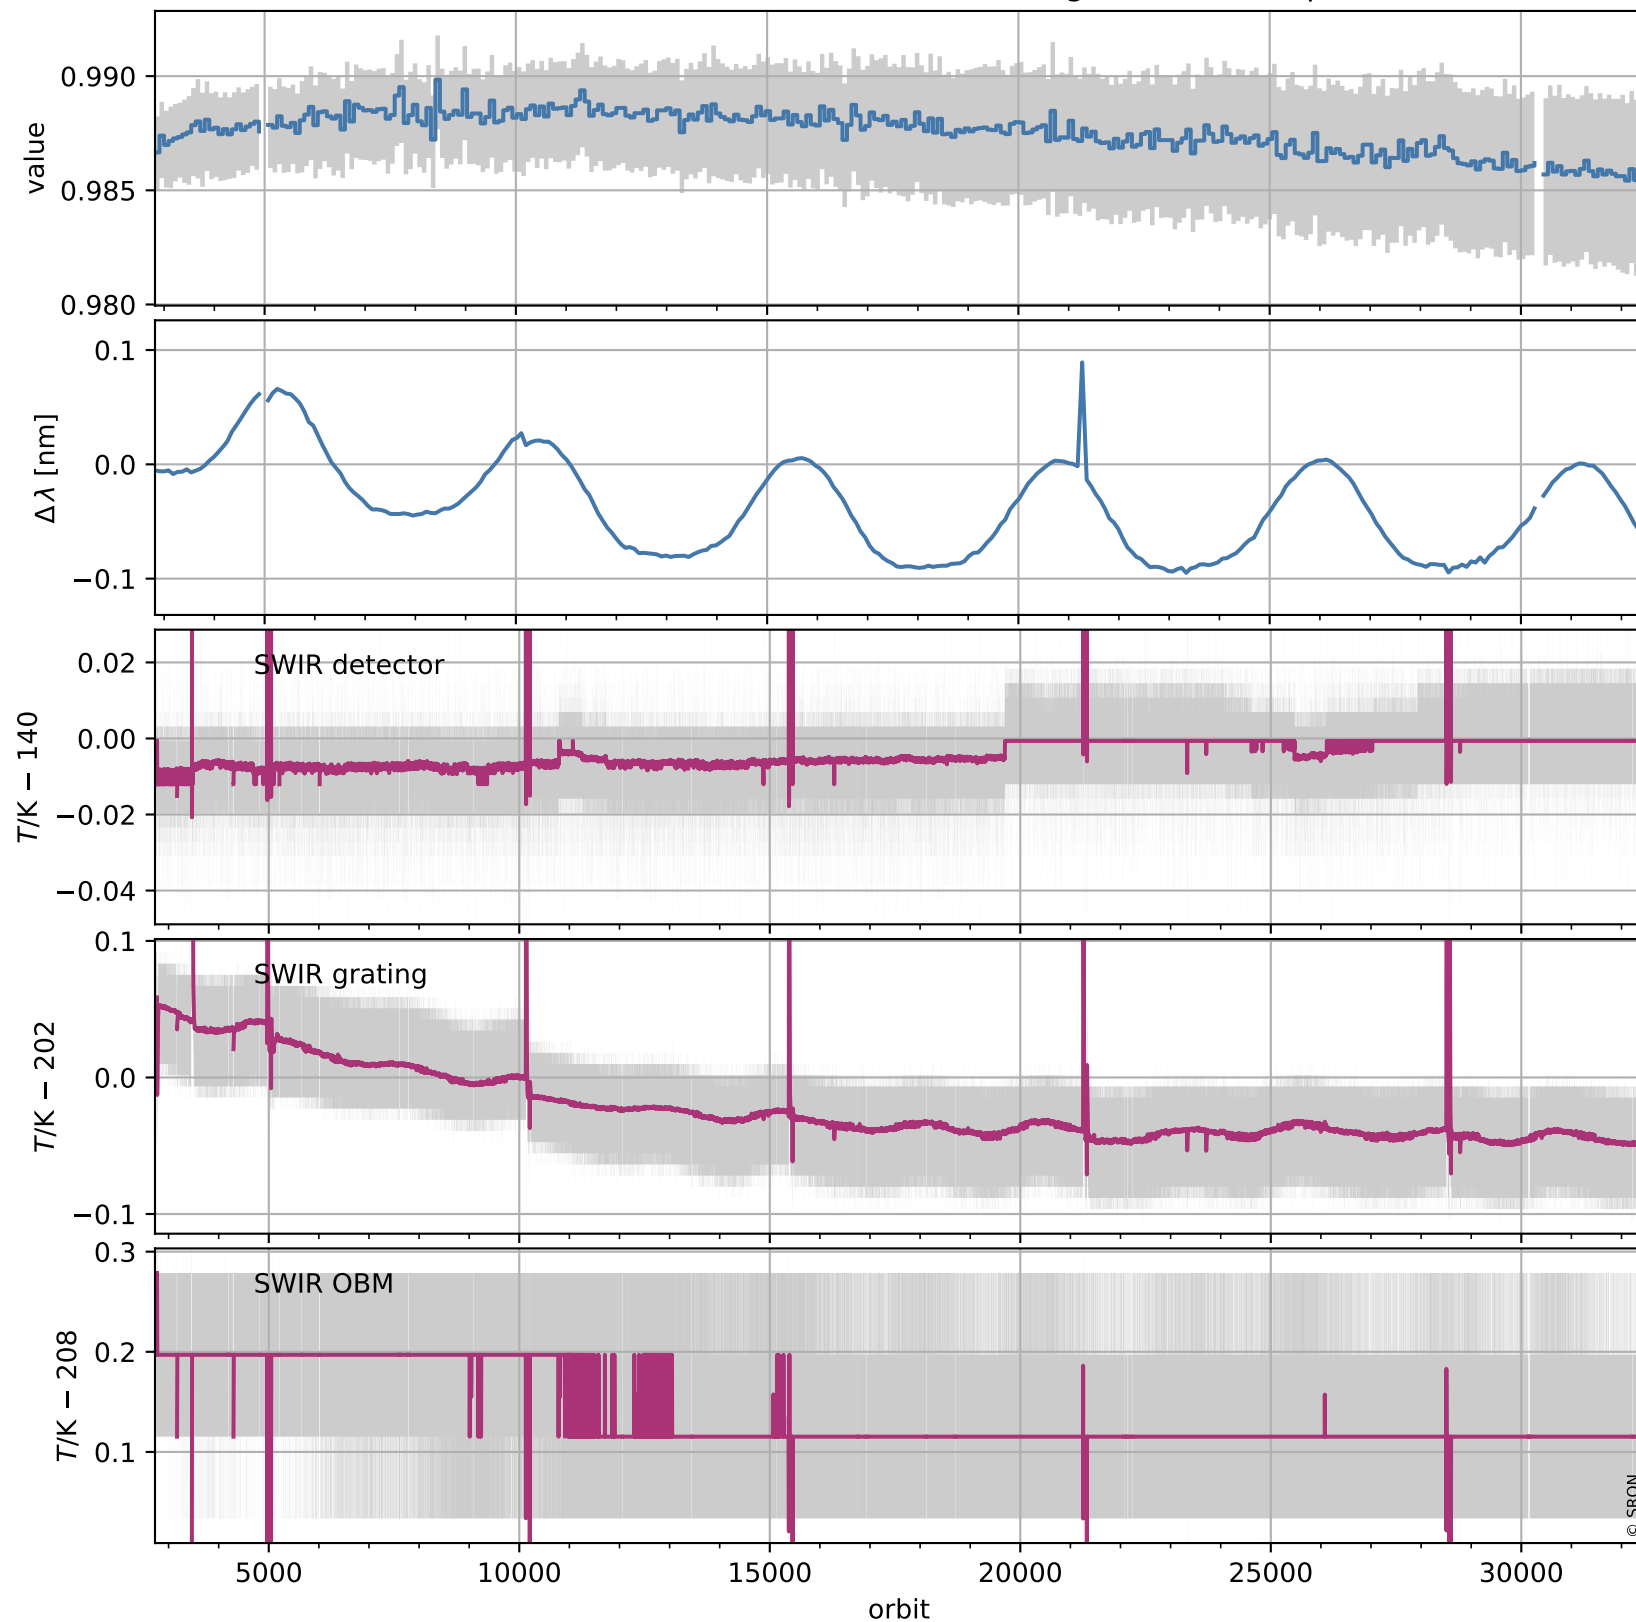 0.990
0.985
0.980
value
0.1
0.0
−0.1
Δλ [nm]
0.02
0.00
−0.02
−0.04
T/K − 140
SWIR detector
0.1
0.0
−0.1
T/K − 202
SWIR grating
0.3
0.2
0.1
T/K − 208
SWIR OBM
5000 10000 15000 20000 25000 30000
orbit